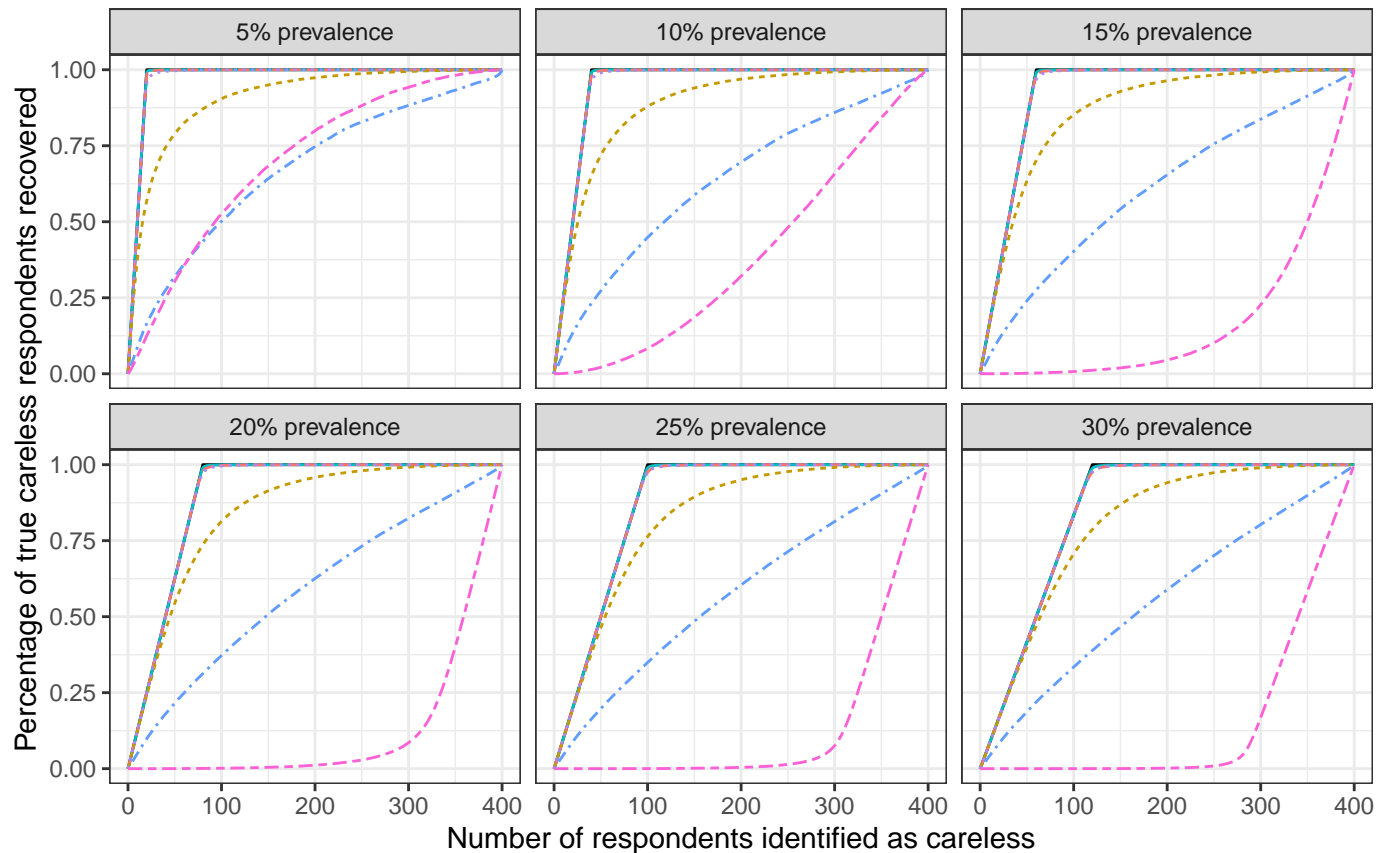 5% prevalence
10% prevalence
15% prevalence
1.00
0.75
0.50
0.25
0.00
20% prevalence
25% prevalence
30% prevalence
1.00
0.75
0.50
0.25
0.00
0 100 200 300 400
0 100 200 300 400
0 100 200 300 400
Number of respondents identified as careless
Percentage of true careless respondents recovered